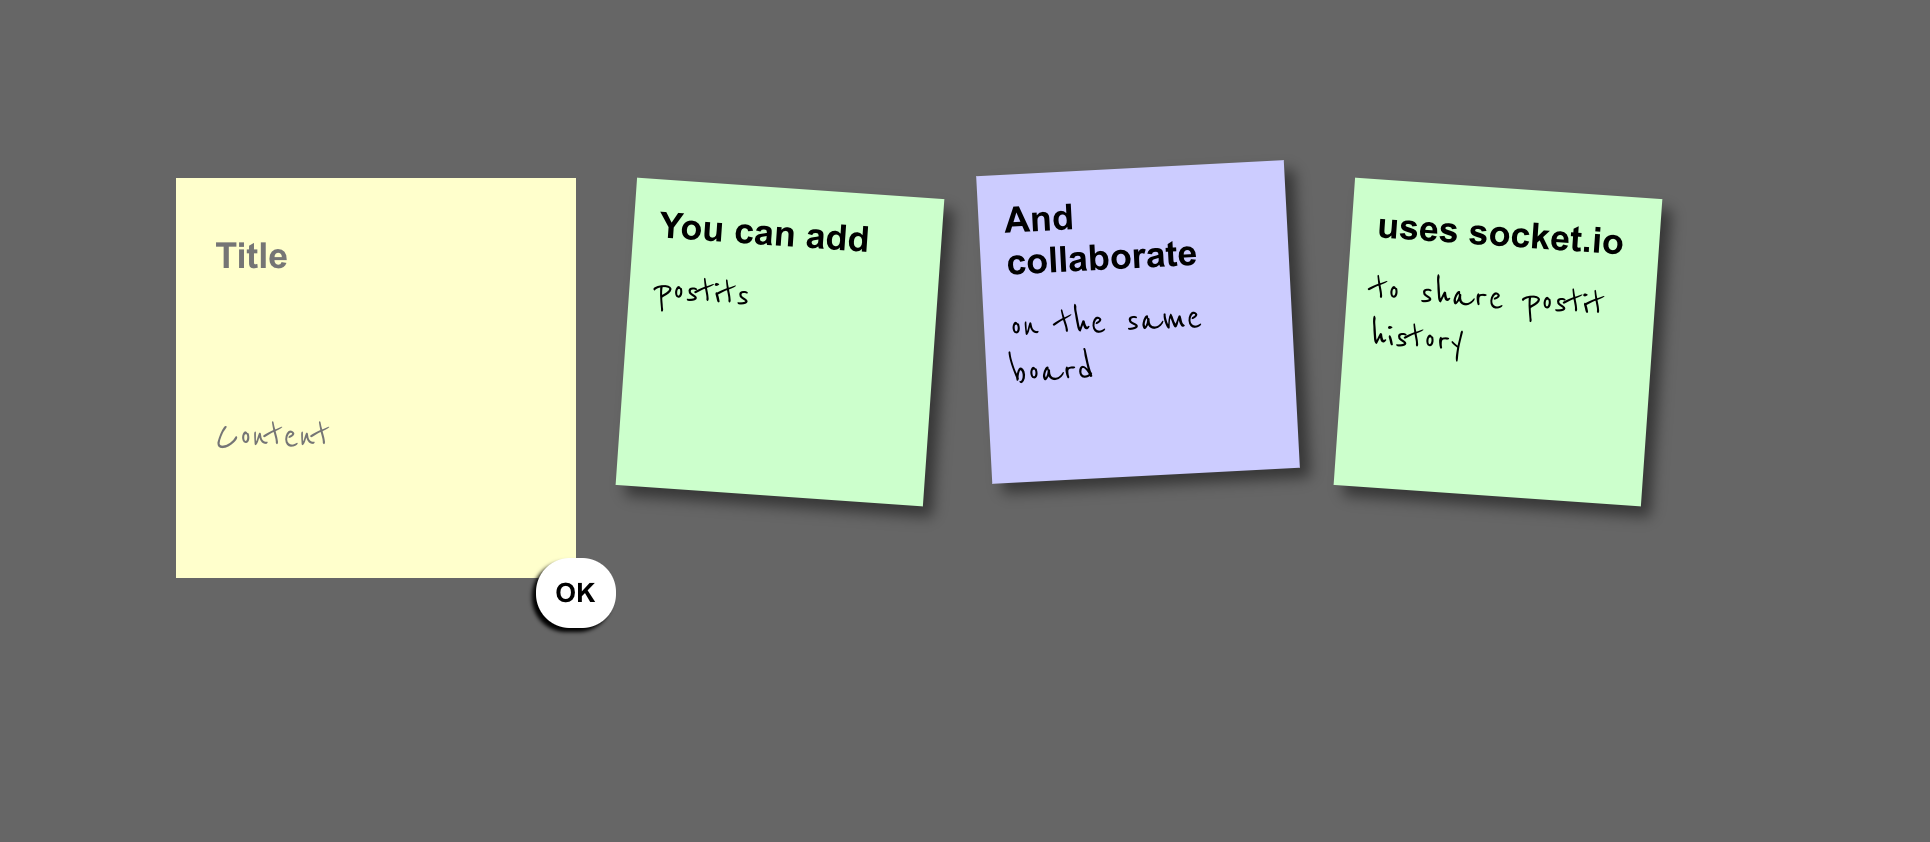 Title
Content
OK
You can add
postits
And
collaborate
on the same
board
uses socket.io
to share postit
history